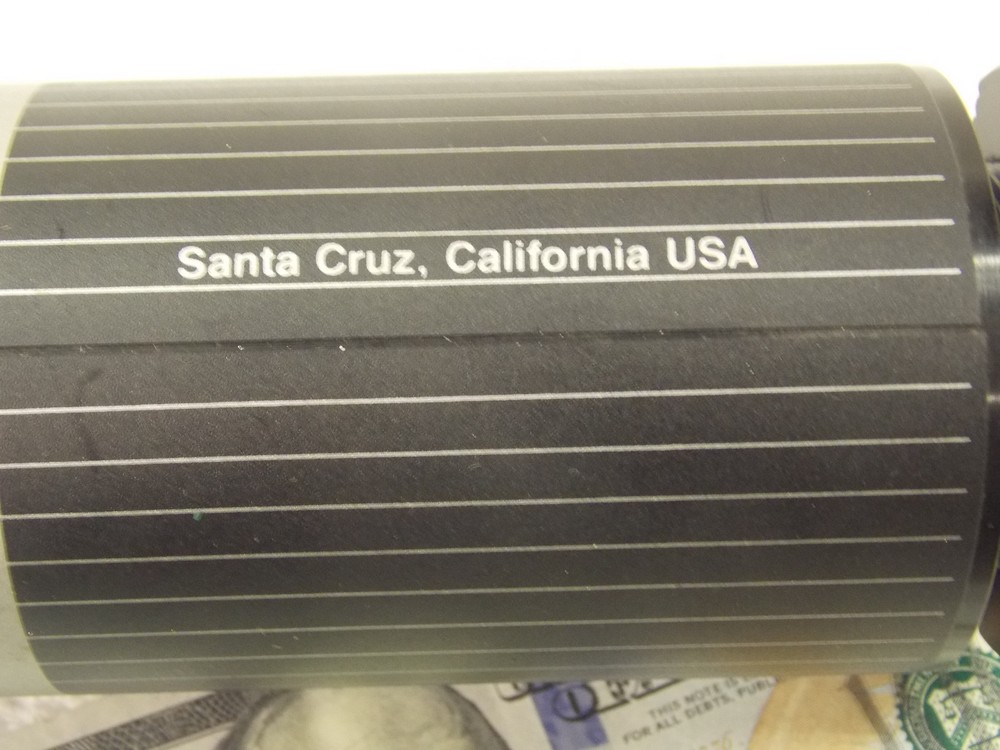 Santa Cruz, California USA
THIS NOTE IS
FOR ALL DEBTS, PUBL